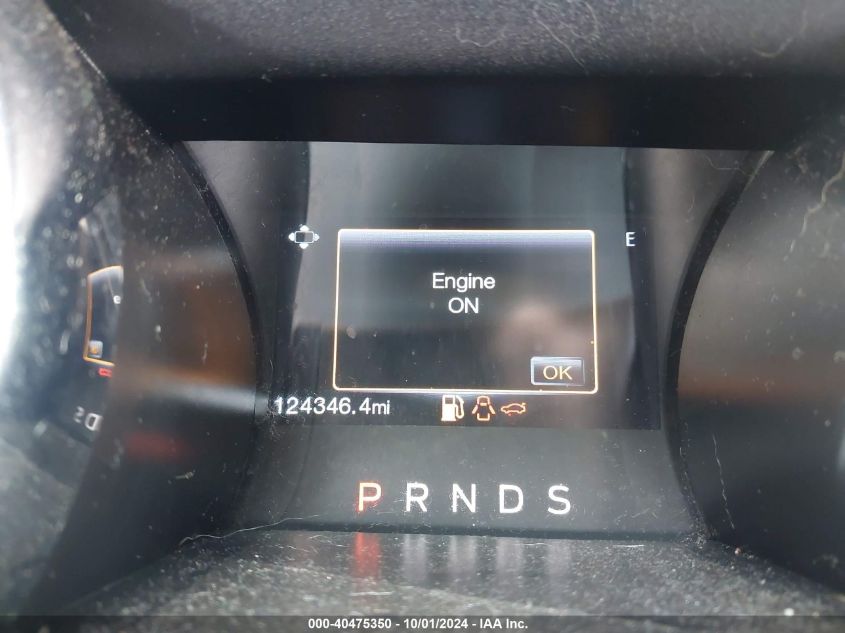 E
Engine
ON
OK
124346.4mi
P R N D S
000-40475350 - 10/01/2024 - IAA Inc.